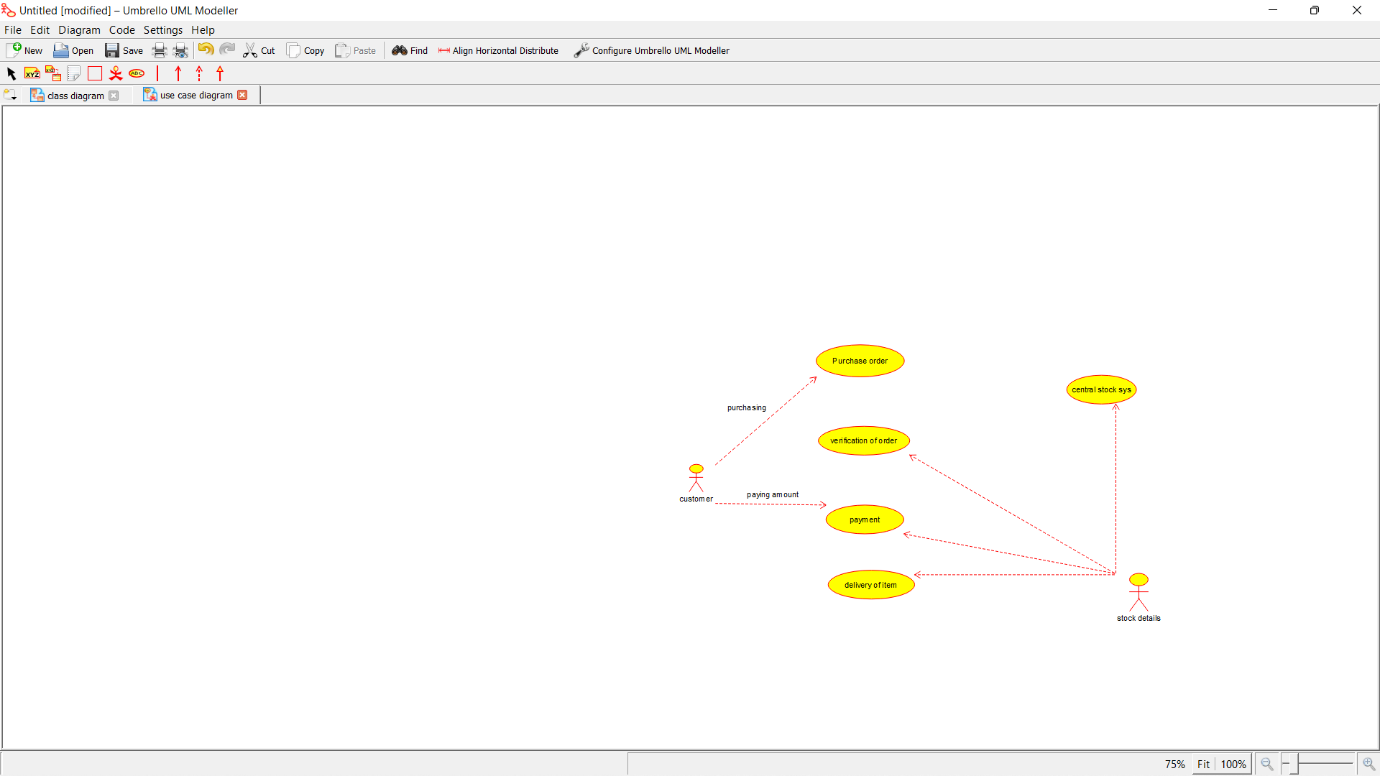 Untitled [modified] – Umbrello UML Modeller
File Edit Diagram Code Settings Help
New Open Save Cut Copy Paste Find Align Horizontal Distribute Configure Umbrello UML Modeller
XYZ ABC
class diagram use case diagram
Purchase order
central stock sys
purchasing
verification of order
customer
paying amount
payment
delivery of item
stock details
75% Fit 100%